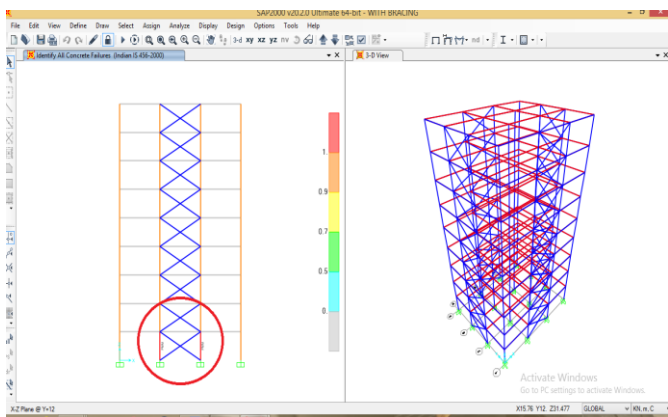 SAP2000 v20.2.0 Ultimate 64-bit - WITH BRACING
File Edit View Define Draw Select Assign Analyze Display Design Options Tools Help
3-d xy xz yz nv
nd
Identify All Concrete Failures (Indian IS 456-2000)
3-D View
1.
0.9
0.7
0.5
0.
Activate Windows
Go to PC settings to activate Windows.
X-Z Plane @ Y=12
X15.76 Y12. Z31.477
GLOBAL
KN, m, C